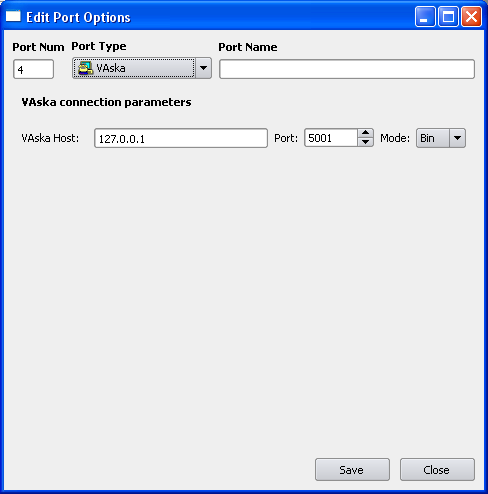 Edit Port Options
Port Num Port Type Port Name
4 VAska
VAska connection parameters
VAska Host: 127.0.0.1 Port: 5001 Mode: Bin
Save Close